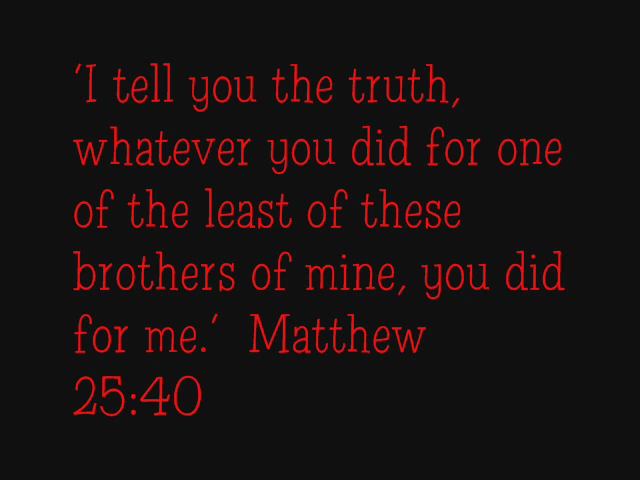 ‘I tell you the truth,
whatever you did for one
of the least of these
brothers of mine, you did
for me.’ Matthew
25:40